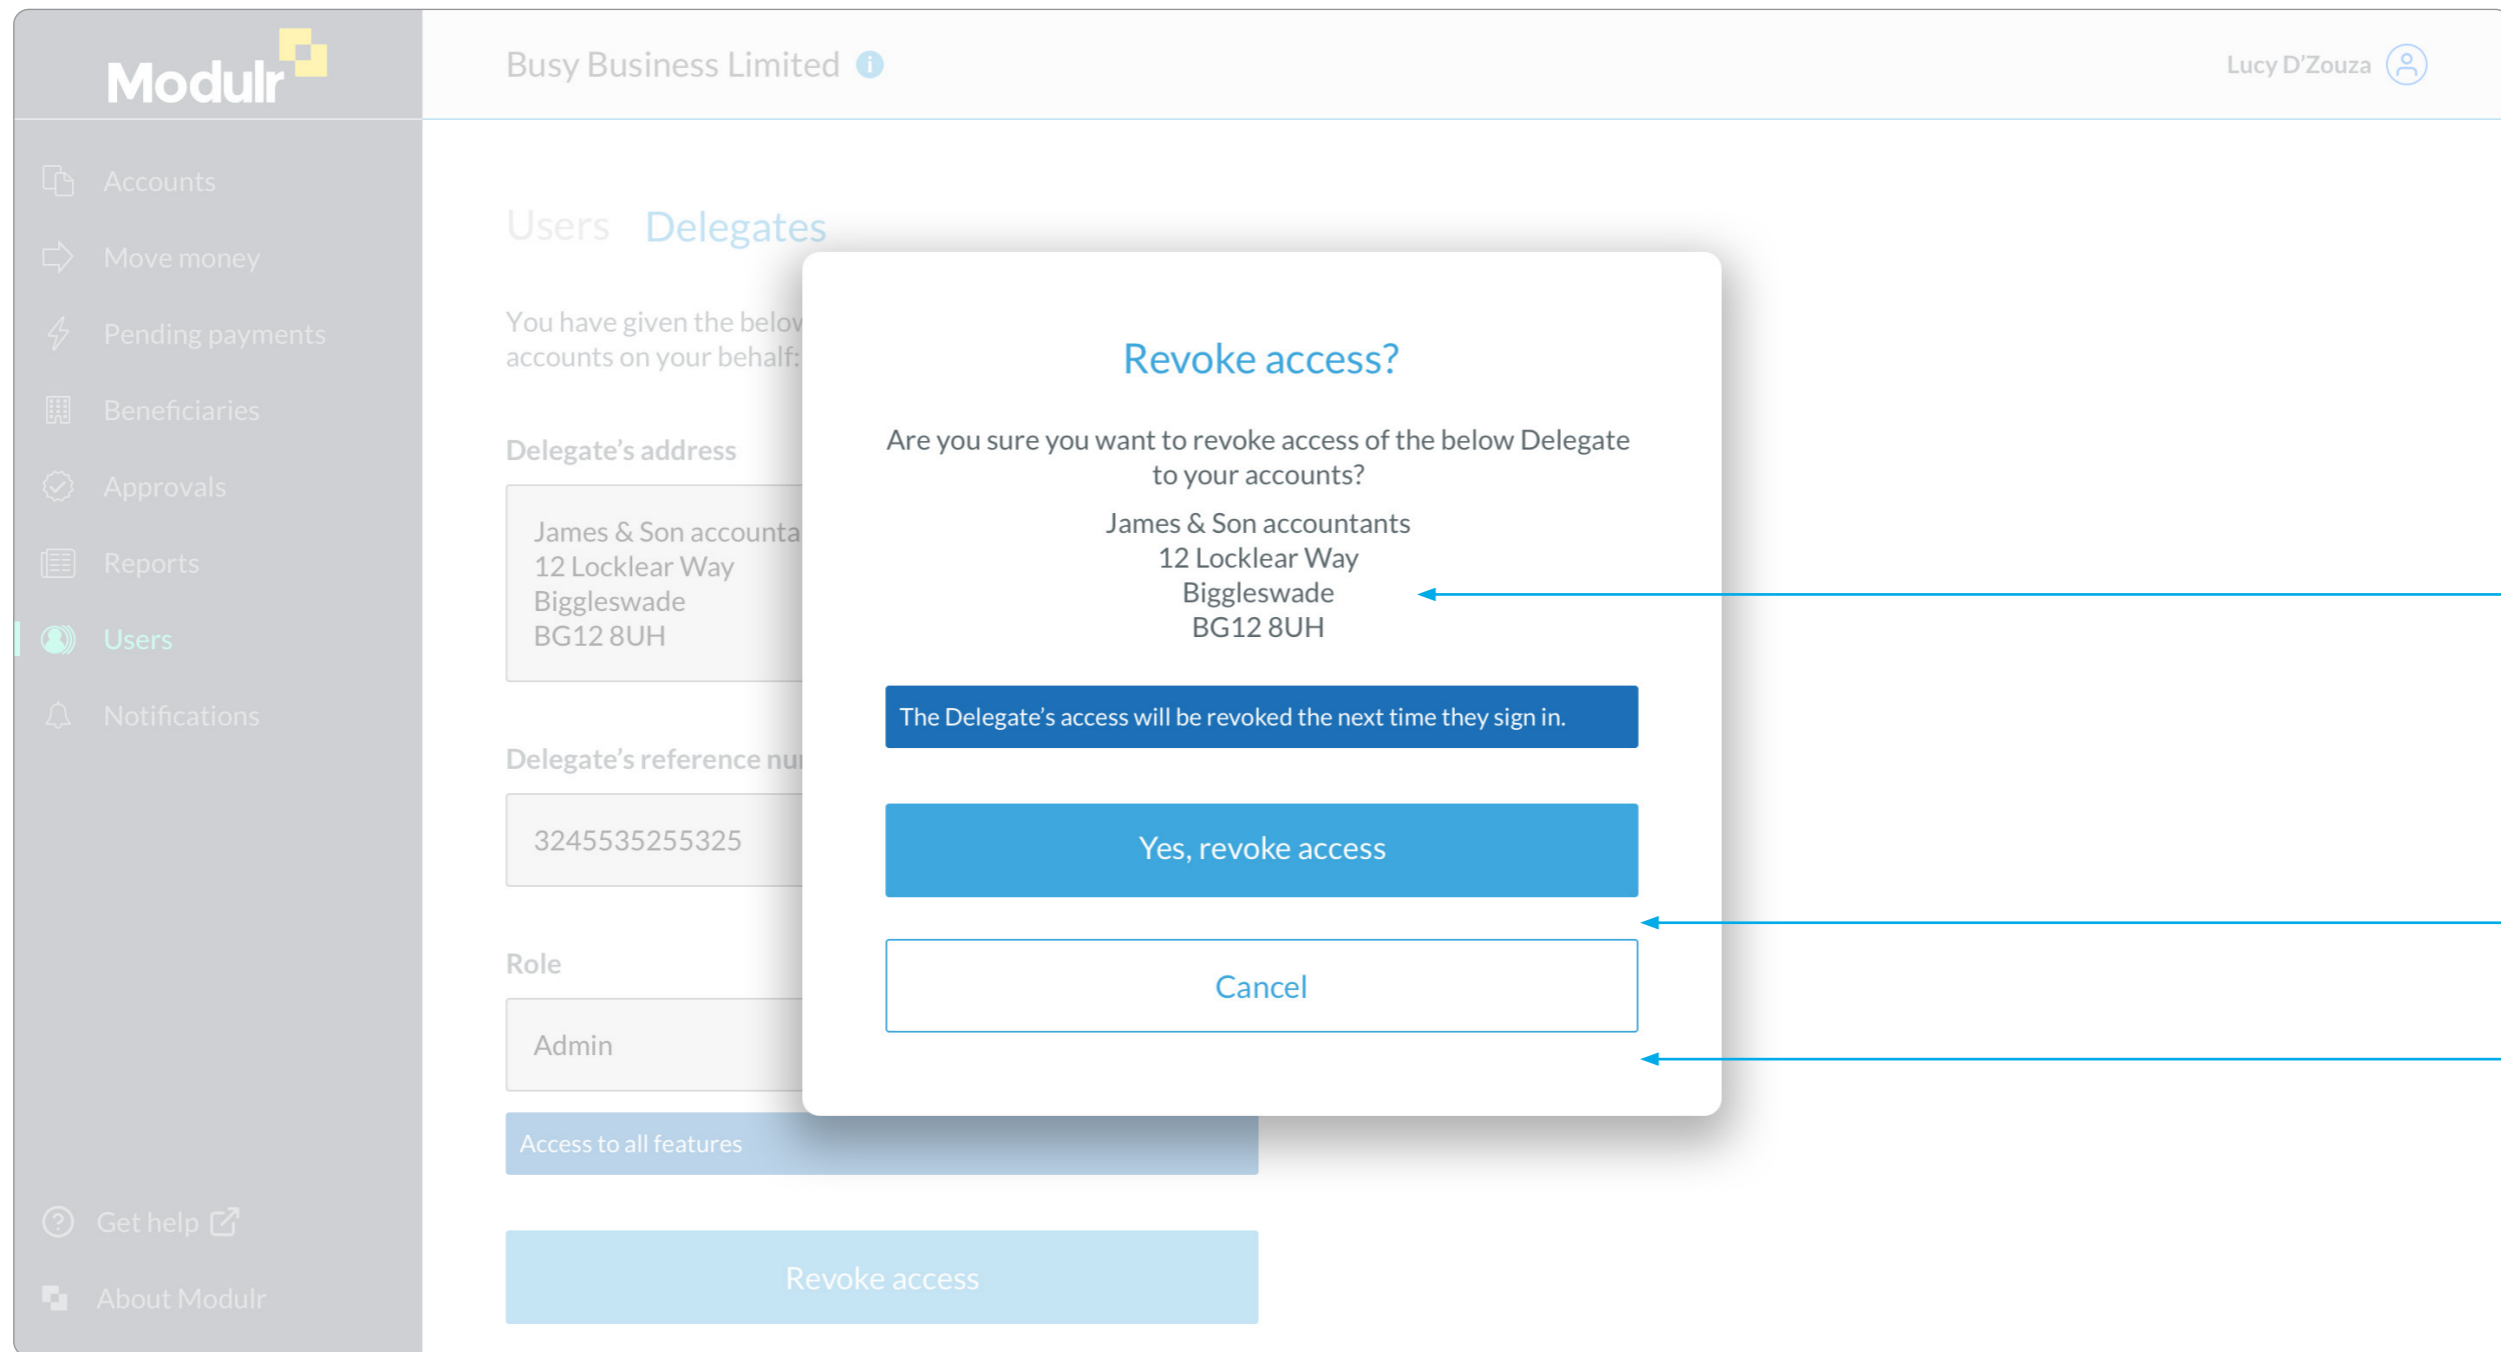 Modulr
Busy Business Limited
Lucy D'Zouza
Accounts
Move money
Pending payments
Beneficiaries
Approvals
Reports
Users
Notifications
Get help
About Modulr
Users Delegates
You have given the below
accounts on your behalf:
Delegate's address
James & Son accounta
12 Locklear Way
Biggleswade
BG12 8UH
Delegate's reference nu
3245535255325
Role
Admin
Access to all features
Revoke access
Revoke access?
Are you sure you want to revoke access of the below Delegate
to your accounts?
James & Son accountants
12 Locklear Way
Biggleswade
BG12 8UH
The Delegate's access will be revoked the next time they sign in.
Yes, revoke access
Cancel